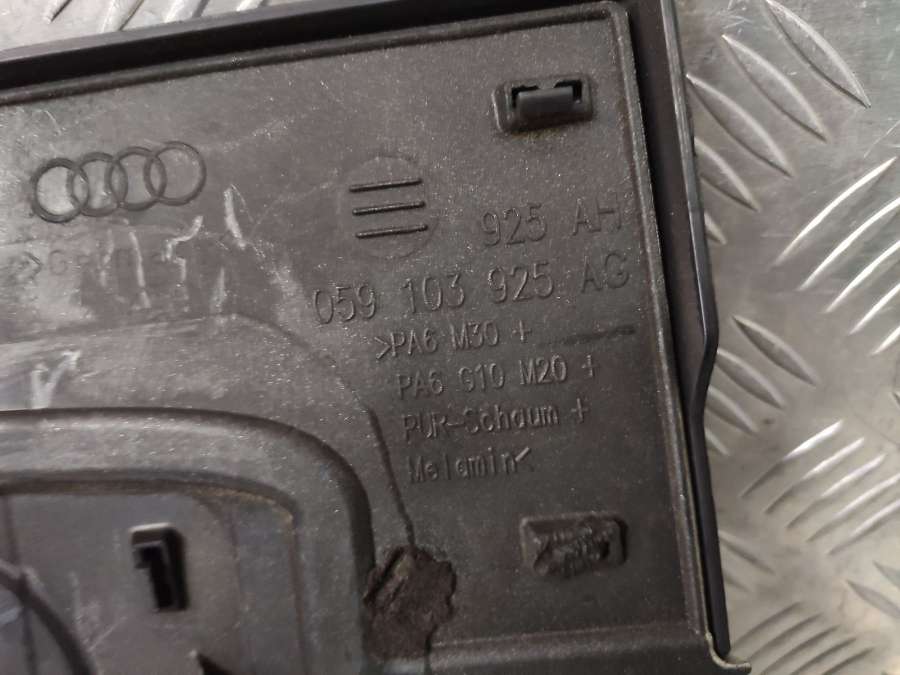 925 AH
059 103 925 AG
>PA6 M30 +
PA6 G10 M20 +
PUR-Schaum +
Melamin<